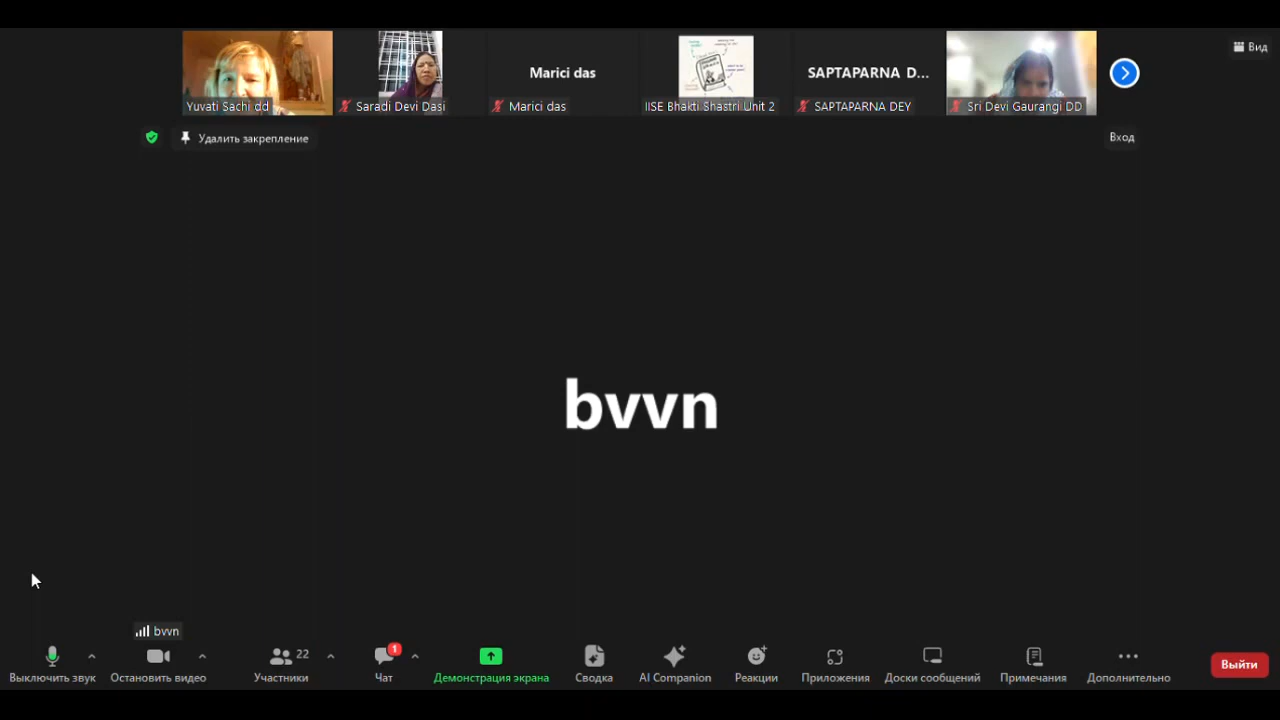 Marici das
SAPTAPARNA D...
Вид
Yuvati Sachi dd
Saradi Devi Dasi
Marici das
IISE Bhakti Shastri Unit 2
SAPTAPARNA DEY
Sri Devi Gaurangi DD
Удалить закрепление
Вход
bvvn
bvvn
22
1
Выключить звук
Остановить видео
Участники
Чат
Демонстрация экрана
Сводка
AI Companion
Реакции
Приложения
Доски сообщений
Примечания
Дополнительно
Выйти